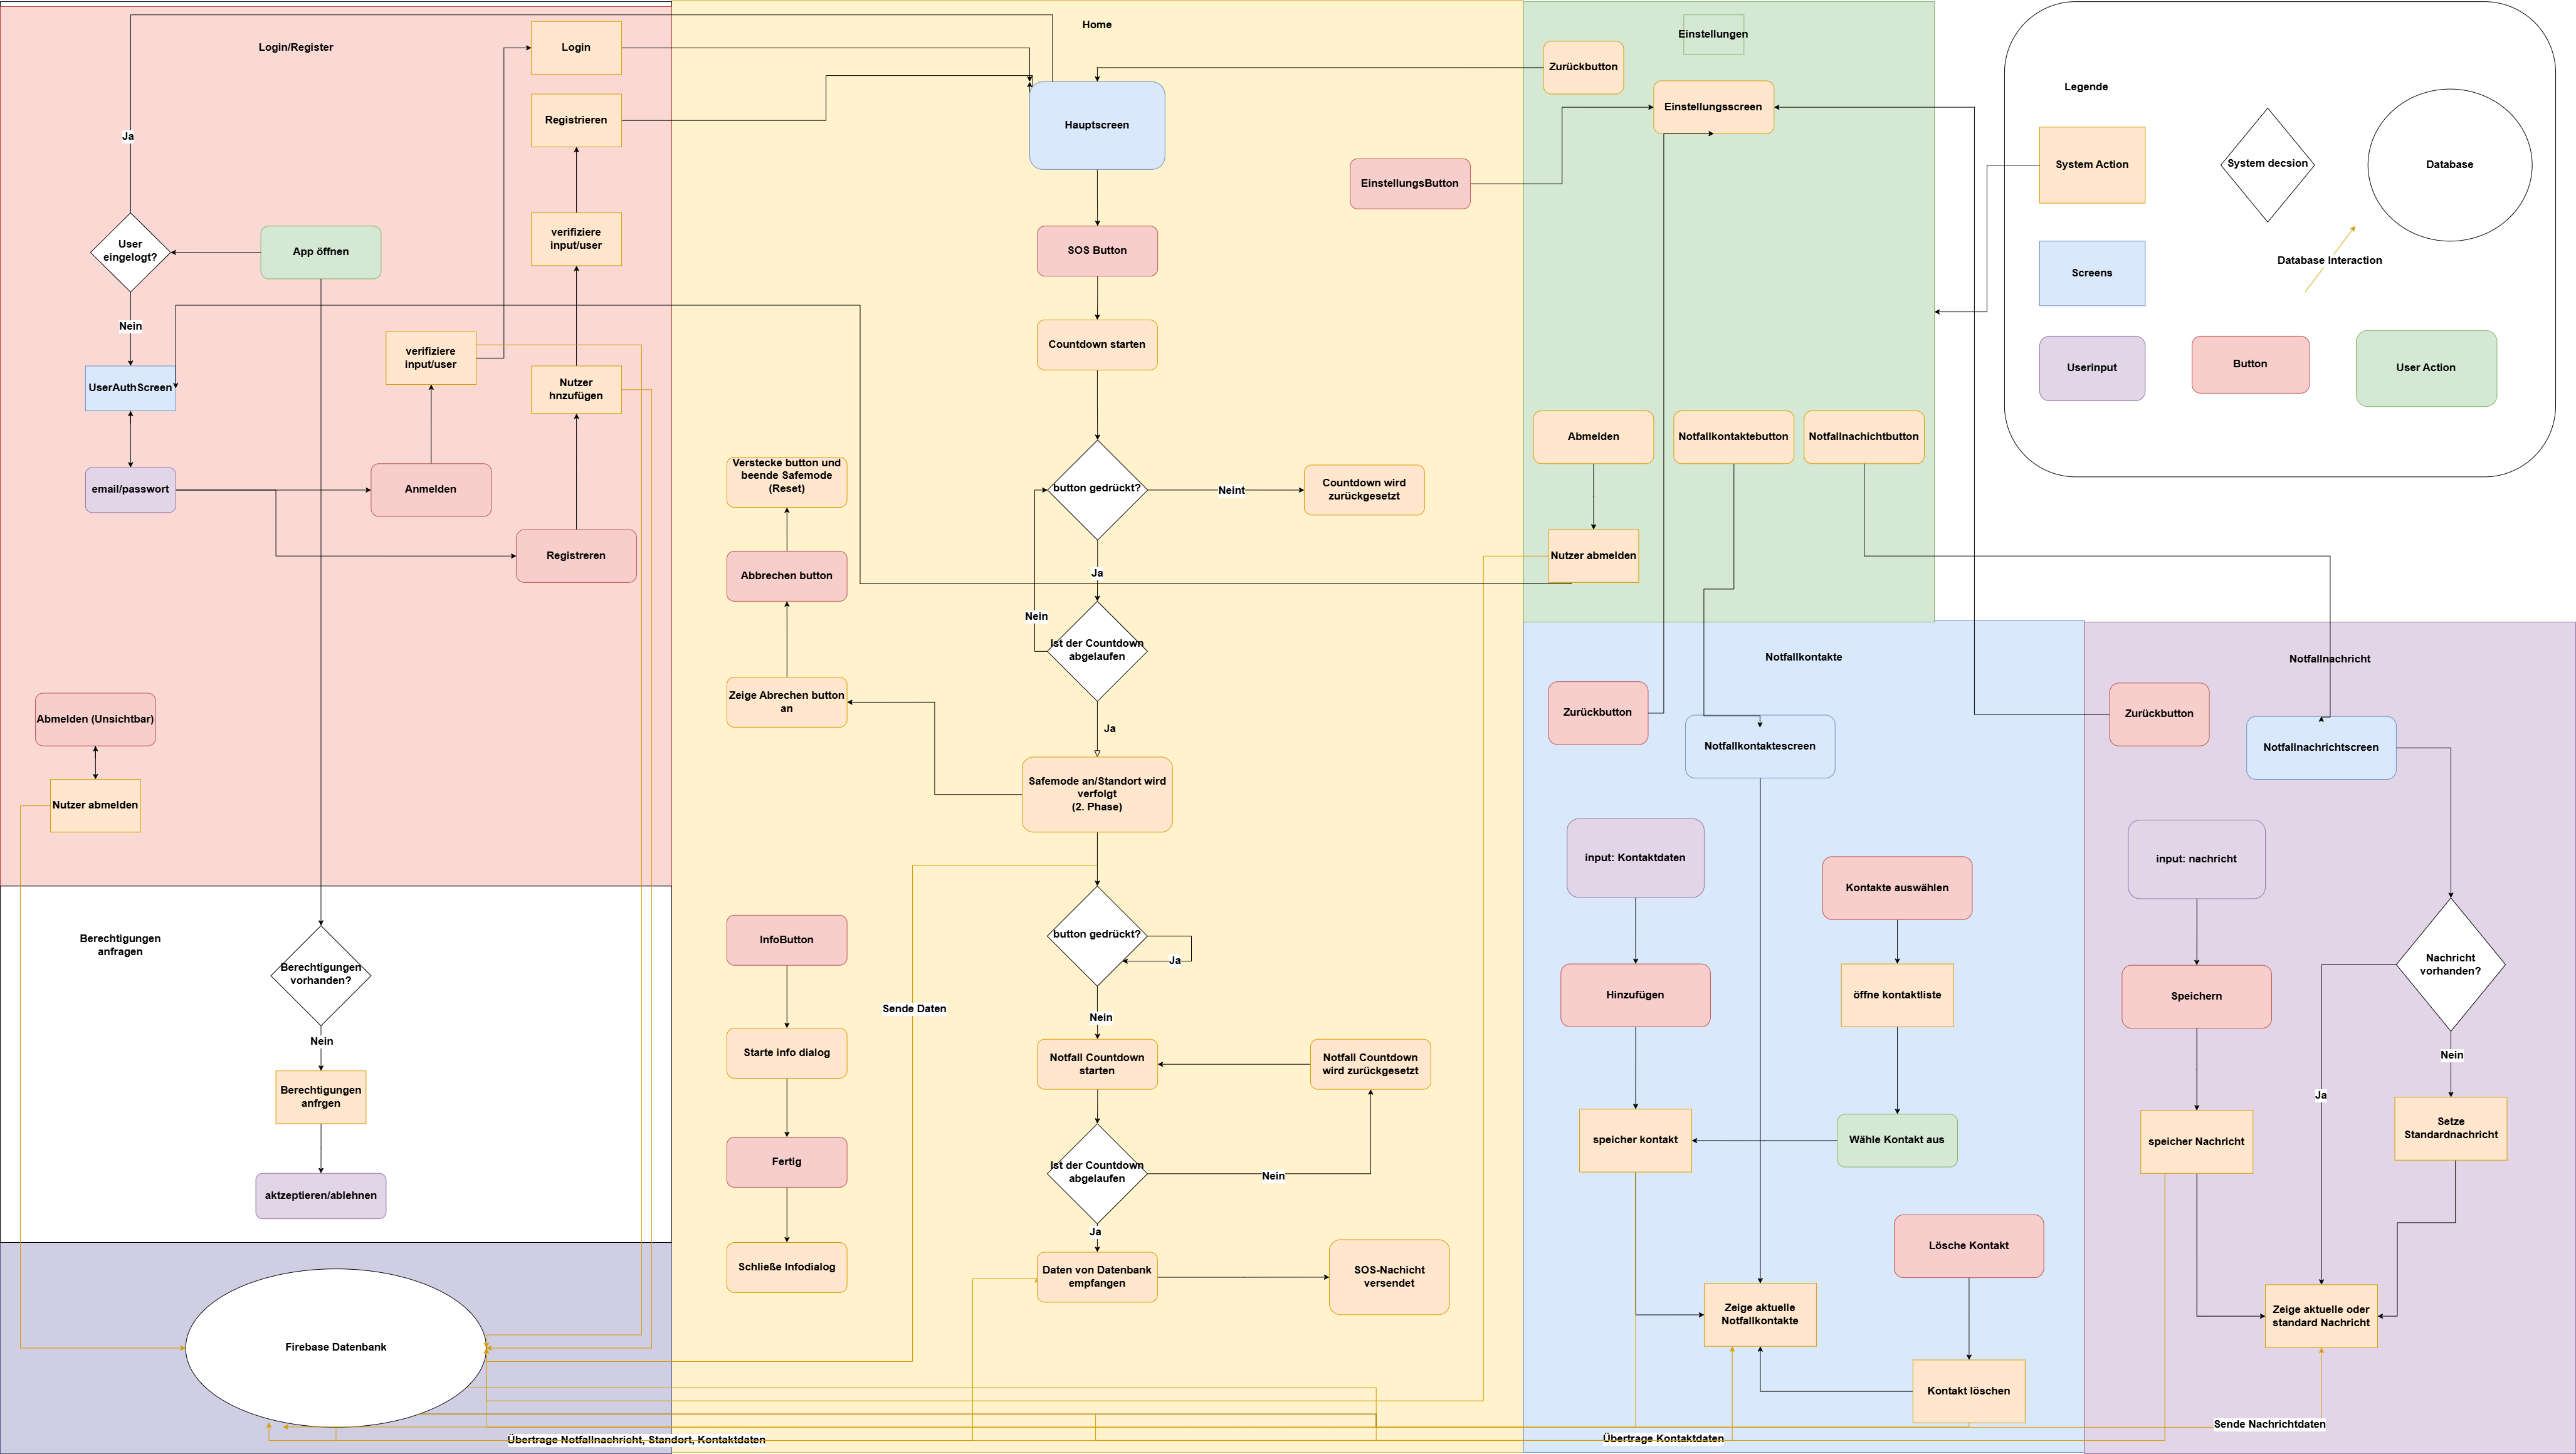 Login/Register
Login
Registrieren
Ja
verifiziere
input/user
User
eingelogt?
App öffnen
Nein
verifiziere
input/user
UserAuthScreen
Nutzer
hnzufügen
email/passwort
Anmelden
Registreren
Abmelden (Unsichtbar)
Nutzer abmelden
Berechtigungen
anfragen
Berechtigungen
vorhanden?
Nein
Berechtigungen
anfrgen
aktzeptieren/ablehnen
Firebase Datenbank
Home
Hauptscreen
EinstellungsButton
SOS Button
Countdown starten
Verstecke button und
beende Safemode
(Reset)
button gedrückt?
Neint
Countdown wird
zurückgesetzt
Abbrechen button
Ja
Nein
Ist der Countdown
abgelaufen
Zeige Abrechen button
an
Ja
Safemode an/Standort wird
verfolgt
(2. Phase)
InfoButton
button gedrückt?
Ja
Sende Daten
Nein
Starte info dialog
Notfall Countdown
starten
Notfall Countdown
wird zurückgesetzt
Fertig
Ist der Countdown
abgelaufen
Nein
Ja
Schließe Infodialog
Daten von Datenbank
empfangen
SOS-Nachicht
versendet
Übertrage Notfallnachricht, Standort, Kontaktdaten
Einstellungen
Zurückbutton
Einstellungsscreen
Abmelden
Notfallkontaktebutton
Notfallnachichtbutton
Nutzer abmelden
Notfallkontakte
Zurückbutton
Notfallkontaktescreen
input: Kontaktdaten
Kontakte auswählen
Hinzufügen
öffne kontaktliste
speicher kontakt
Wähle Kontakt aus
Lösche Kontakt
Zeige aktuelle
Notfallkontakte
Kontakt löschen
Übertrage Kontaktdaten
Notfallnachricht
Zurückbutton
Notfallnachrichtscreen
input: nachricht
Nachricht
vorhanden?
Speichern
Nein
Ja
speicher Nachricht
Setze
Standardnachricht
Zeige aktuelle oder
standard Nachricht
Sende Nachrichtdaten
Legende
System Action
System decsion
Database
Screens
Database Interaction
Userinput
Button
User Action